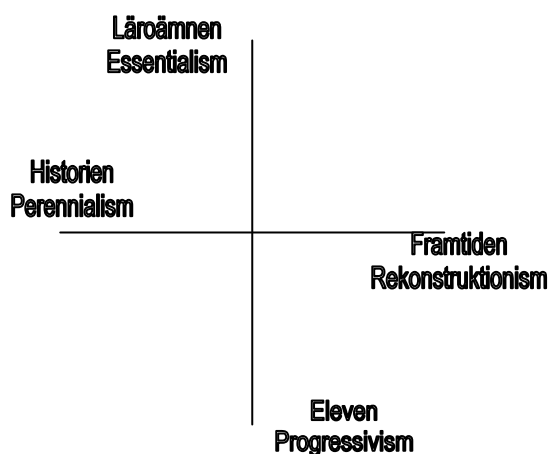 Läroämnen
Essentialism
Historien
Perennialism
Framtiden
Rekonstruktionism
Eleven
Progressivism